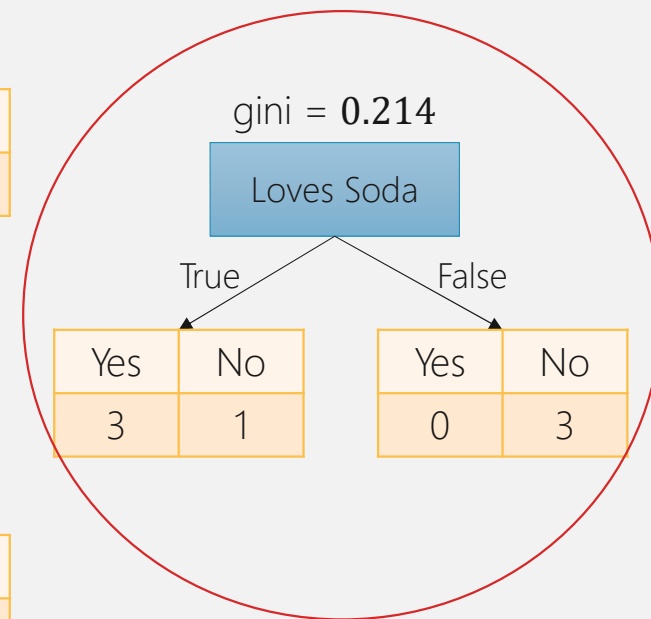 gini = 0.214
Loves Soda
True False
Yes No Yes No
3 1 0 3